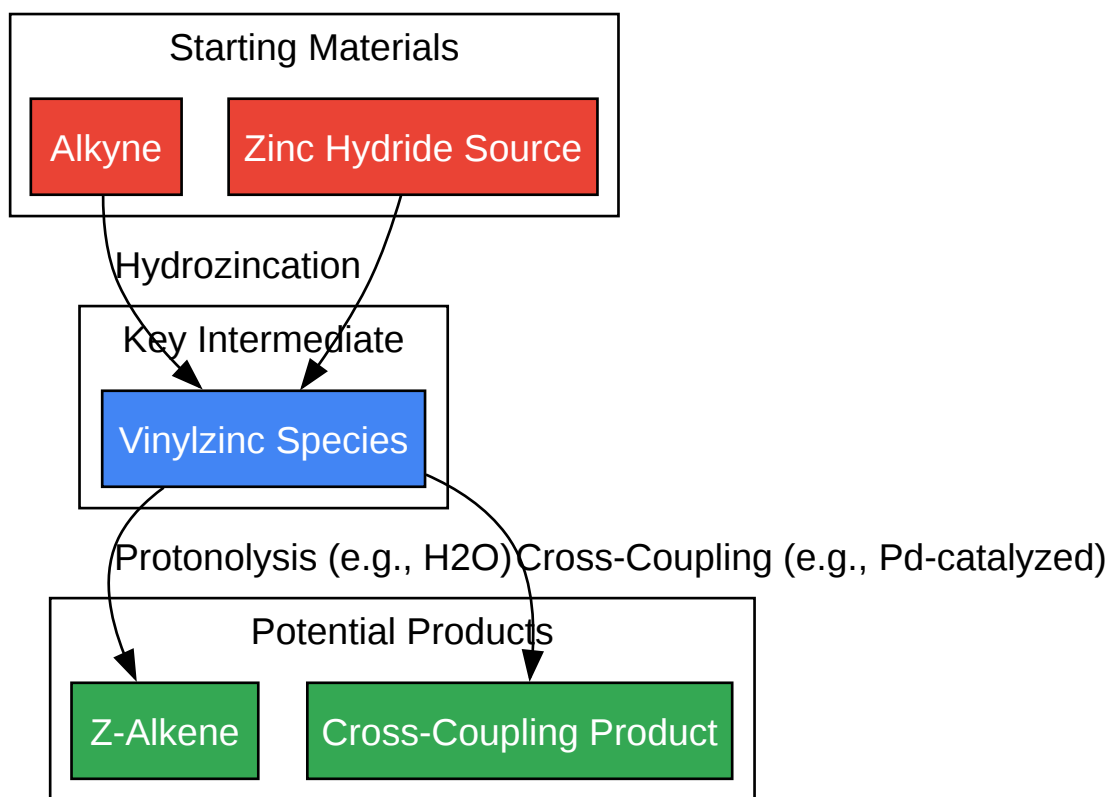 Starting Materials
Alkyne
Zinc Hydride Source
Hydrozincation
Key Intermediate
Vinylzinc Species
Protonolysis (e.g., H2O)
Cross-Coupling (e.g., Pd-catalyzed)
Potential Products
Z-Alkene
Cross-Coupling Product